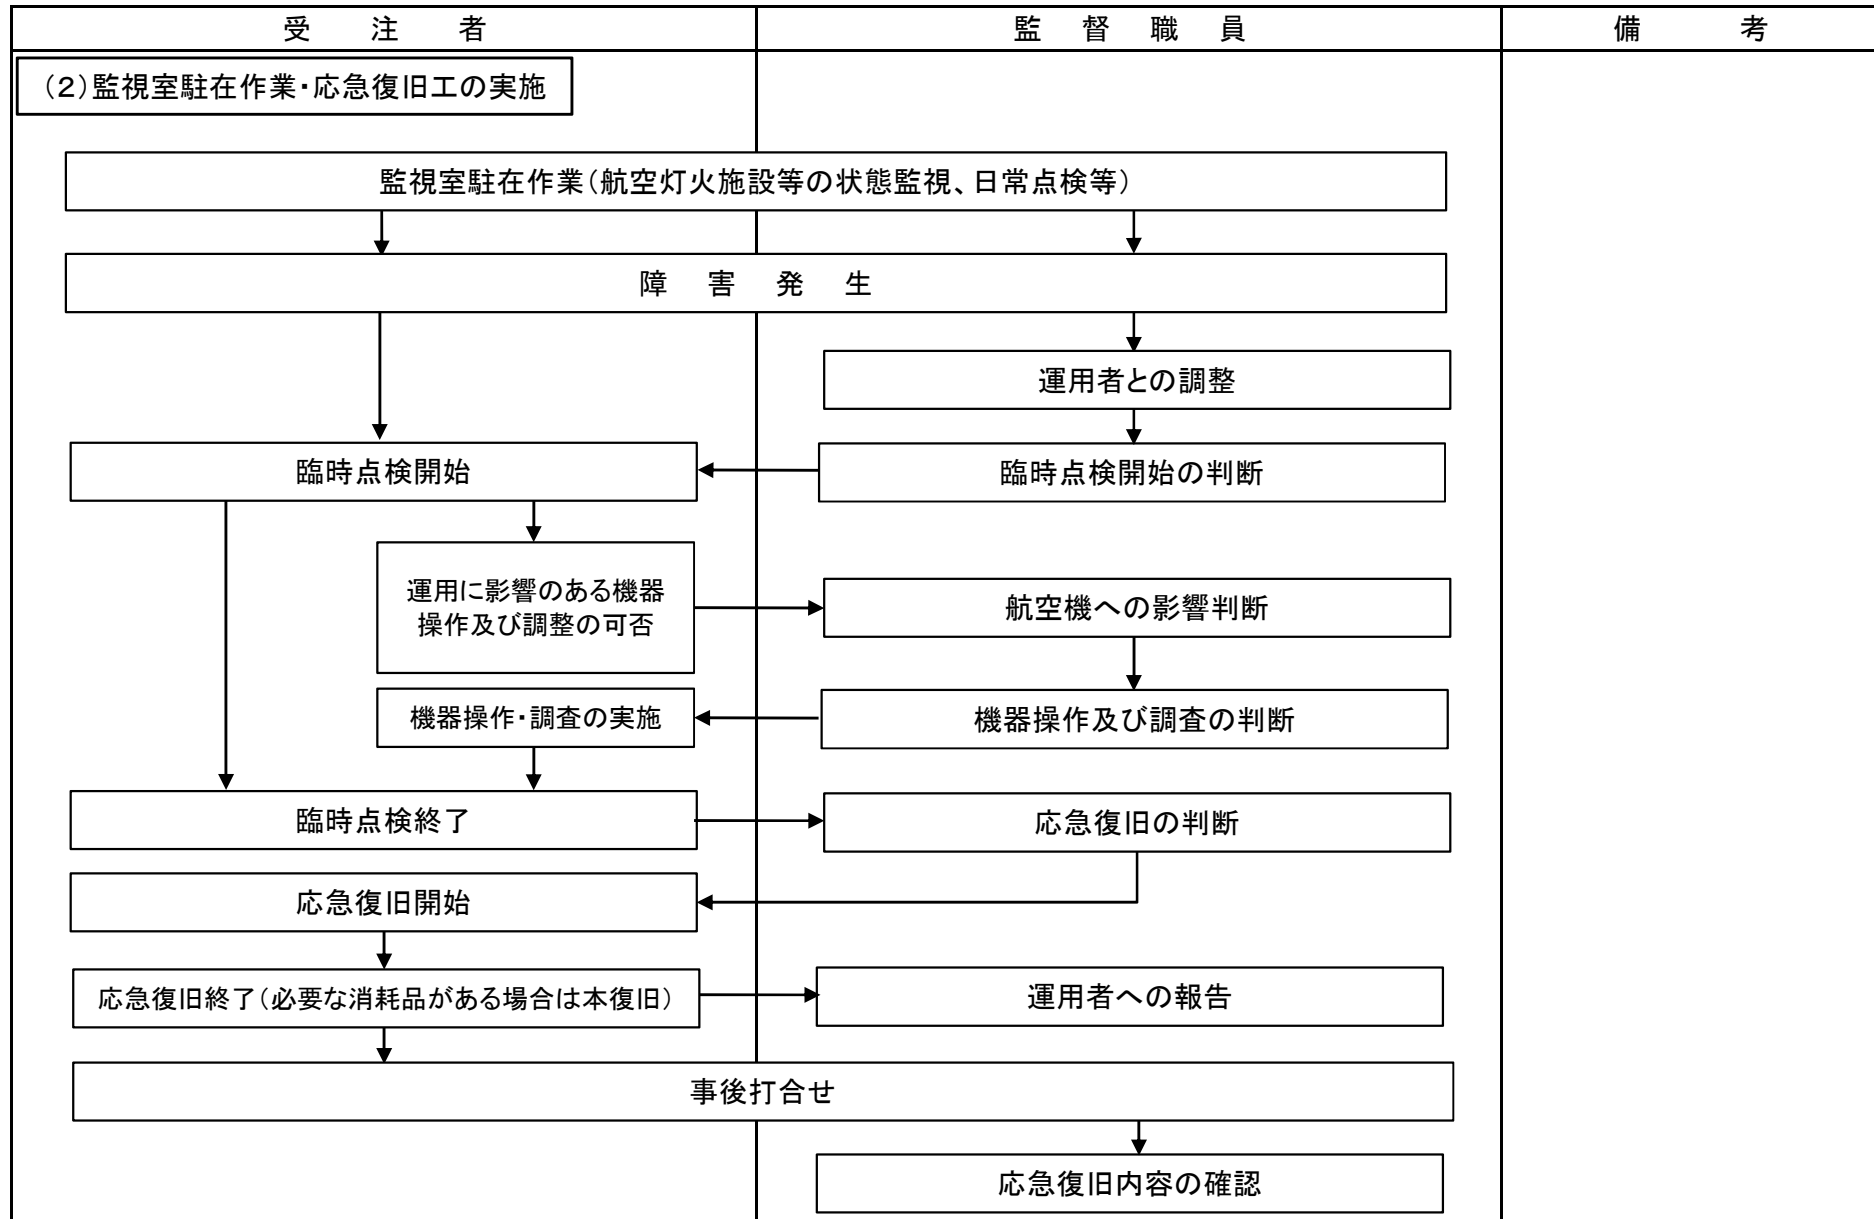 受注者
監督職員
備考
（2）監視室駐在作業・応急復旧工の実施
監視室駐在作業（航空灯火施設等の状態監視、日常点検等）
障害発生
運用者との調整
臨時点検開始
臨時点検開始の判断
運用に影響のある機器
操作及び調整の可否
航空機への影響判断
機器操作・調査の実施
機器操作及び調査の判断
臨時点検終了
応急復旧の判断
応急復旧開始
応急復旧終了（必要な消耗品がある場合は本復旧）
運用者への報告
事後打合せ
応急復旧内容の確認